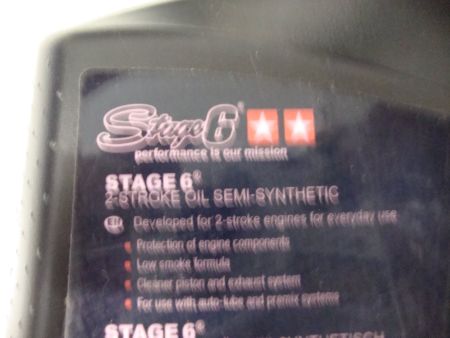 Stage6®
performance is our mission
STAGE 6®
2-STROKE OIL SEMI-SYNTHETIC
EN Developed for 2-stroke engines for everyday use
Protection of engine components
Low smoke formula
Cleaner piston and exhaust system
For use with auto-lube and premix systems
STAGE 6®